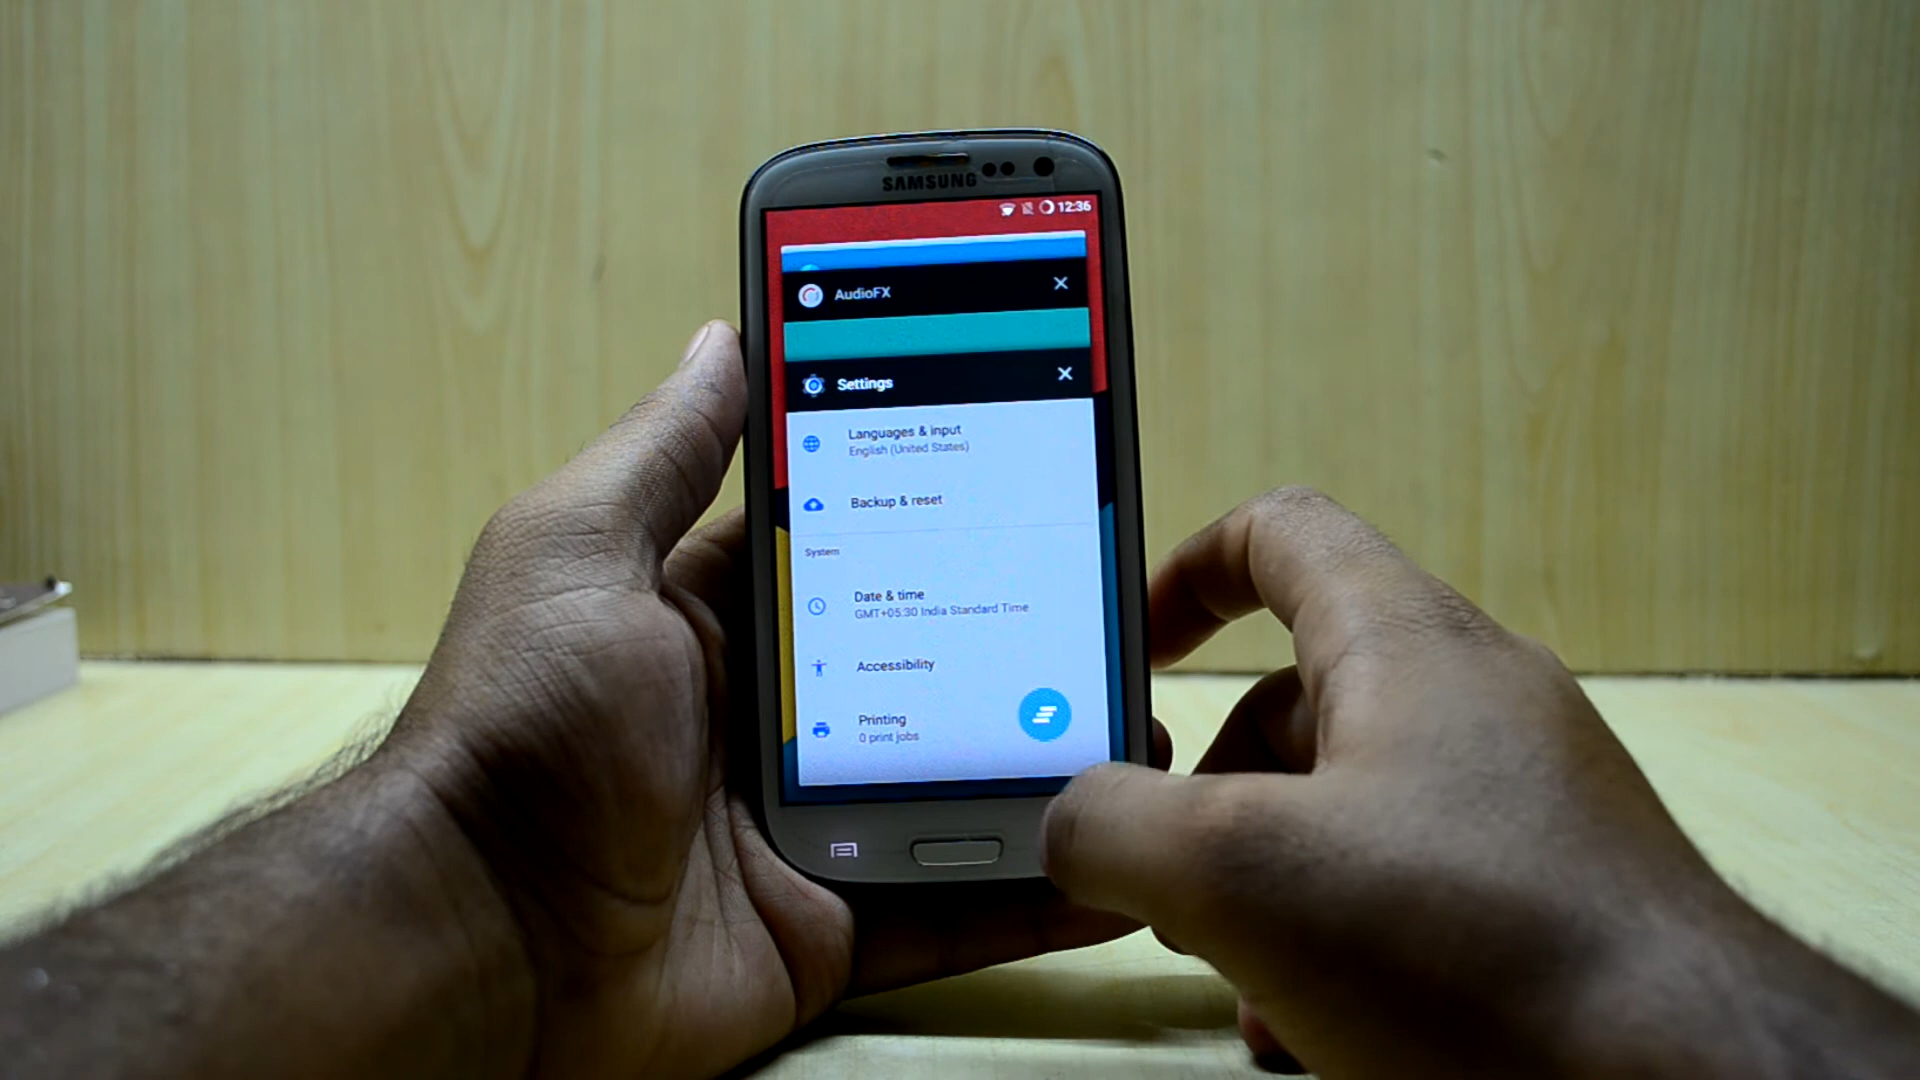 SAMSUNG
12:36
AudioFX
Settings
Languages & input
English (United States)
Backup & reset
System
Date & time
GMT+05:30 India Standard Time
Accessibility
Printing
0 print jobs